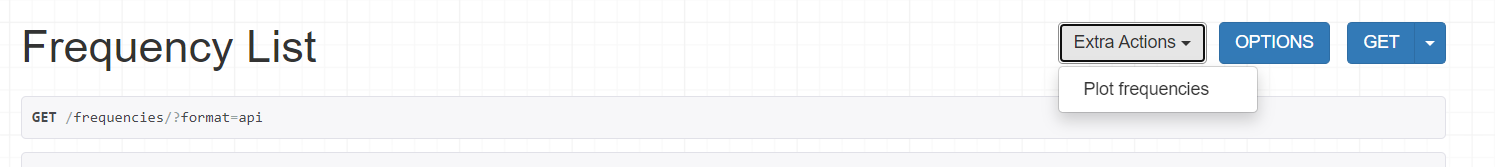 Frequency List
Extra Actions
OPTIONS
GET
Plot frequencies
GET /frequencies/?format=api